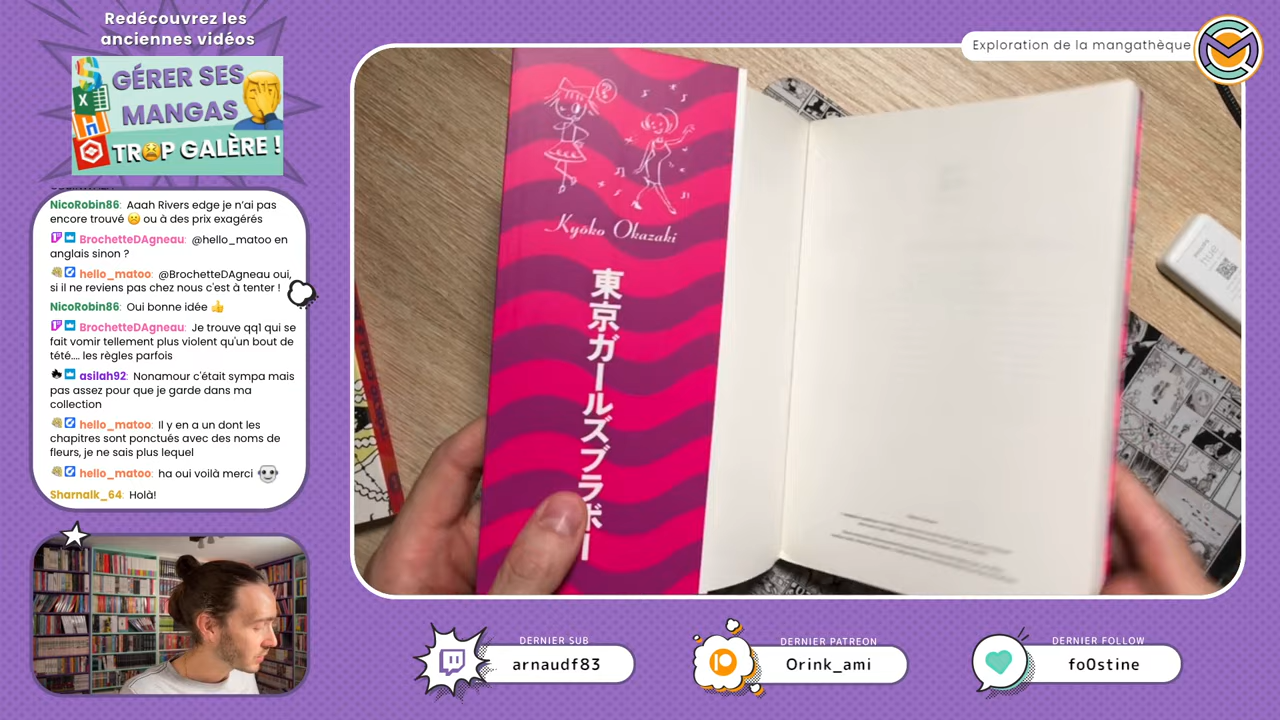 Redécouvrez les
anciennes vidéos
GÉRER SES
MANGAS
TROP GALÈRE !
NicoRobin86: Aaah Rivers edge je n'ai pas
encore trouvé ☹️ ou à des prix exagérés
BrochetteDAgneau: @hello_matoo en
anglais sinon ?
hello_matoo: @BrochetteDAgneau oui,
si il ne reviens pas chez nous c'est à tenter !
NicoRobin86: Oui bonne idée 👍
BrochetteDAgneau: Je trouve qq1 qui se
fait vomir tellement plus violent qu'un bout de
tété.... les règles parfois
asilah92: Nonamour c'était sympa mais
pas assez pour que je garde dans ma
collection
hello_matoo: Il y en a un dont les
chapitres sont ponctués avec des noms de
fleurs, je ne sais plus lequel
hello_matoo: ha oui voilà merci
Sharnalk_64: Holà!
Exploration de la mangathèque
Kyōko Okazaki
東京ガールズブラボー
DERNIER SUB
arnaudf83
DERNIER PATREON
Orink_ami
DERNIER FOLLOW
fo0stine